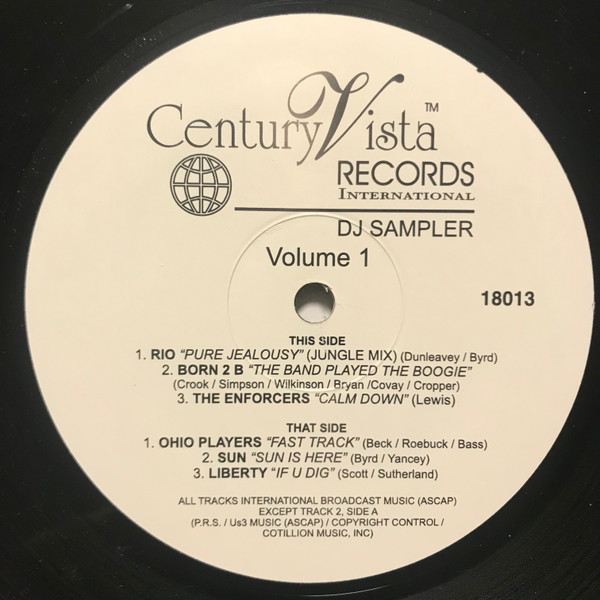 Century Vista™
RECORDS
INTERNATIONAL
DJ SAMPLER
Volume 1
18013
THIS SIDE
1. RIO "PURE JEALOUSY" (JUNGLE MIX) (Dunleavey / Byrd)
2. BORN 2 B "THE BAND PLAYED THE BOOGIE"
(Crook / Simpson / Wilkinson / Bryan /Covay / Cropper)
3. THE ENFORCERS "CALM DOWN" (Lewis)
THAT SIDE
1. OHIO PLAYERS "FAST TRACK" (Beck / Roebuck / Bass)
2. SUN "SUN IS HERE" (Byrd / Yancey)
3. LIBERTY "IF U DIG" (Scott / Sutherland)
ALL TRACKS INTERNATIONAL BROADCAST MUSIC (ASCAP)
EXCEPT TRACK 2, SIDE A
(P.R.S. / Us3 MUSIC (ASCAP) / COPYRIGHT CONTROL /
COTILLION MUSIC, INC)